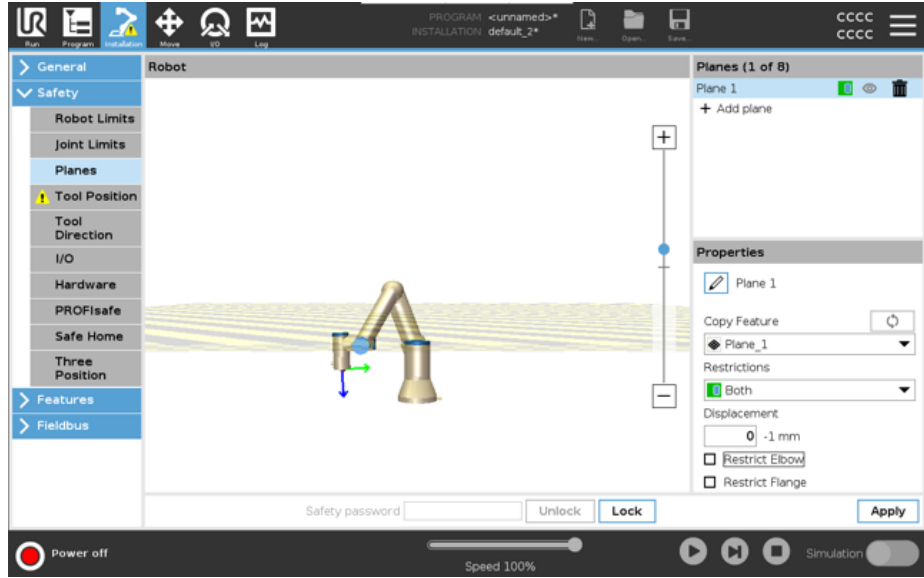 PROGRAM <unnamed>*
INSTALLATION default_2*
CCCC
CCCC
Run Program Installation Move I/O Log New... Open... Save...
General
Safety
Robot Limits
Joint Limits
Planes
Tool Position
Tool
Direction
I/O
Hardware
PROFIsafe
Safe Home
Three
Position
Features
Fieldbus
Robot
+
−
Planes (1 of 8)
Plane 1
+ Add plane
Properties
Plane 1
Copy Feature
Plane_1
Restrictions
Both
Displacement
0 -1 mm
Restrict Elbow
Restrict Flange
Safety password
Unlock
Lock
Apply
Power off
Speed 100%
Simulation